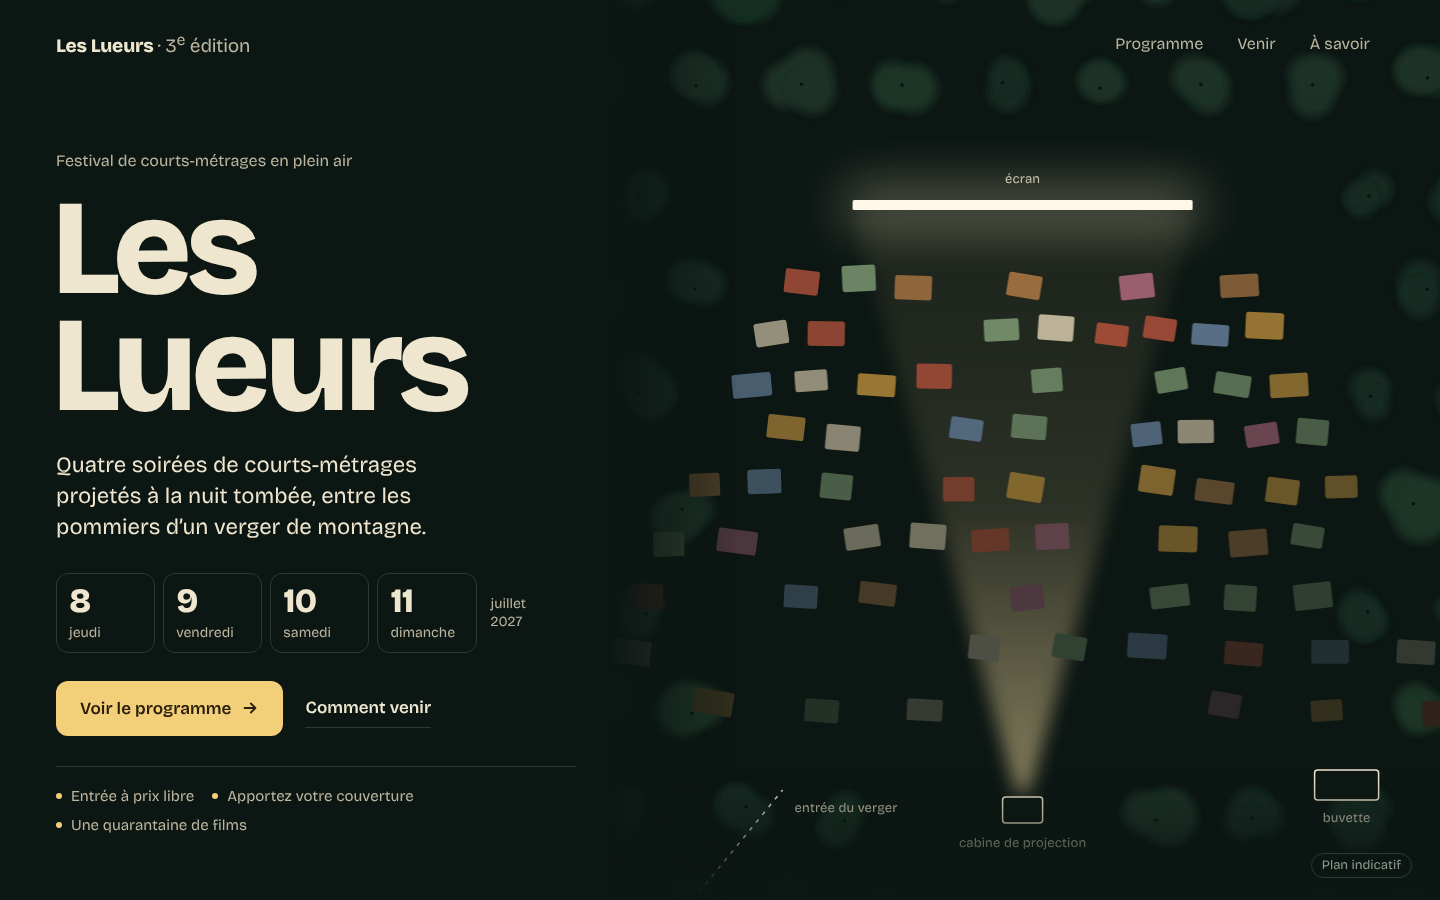 Les Lueurs · 3e édition
Programme
Venir
À savoir
Festival de courts-métrages en plein air
Les
Lueurs
Quatre soirées de courts-métrages
projetés à la nuit tombée, entre les
pommiers d’un verger de montagne.
8
jeudi
9
vendredi
10
samedi
11
dimanche
juillet
2027
Voir le programme →
Comment venir
Entrée à prix libre
Apportez votre couverture
Une quarantaine de films
écran
entrée du verger
cabine de projection
buvette
Plan indicatif